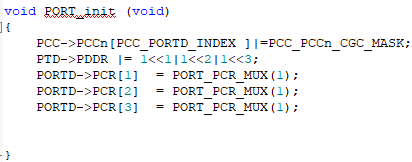 void PORT_init (void)
{
PCC->PCCn[PCC_PORTD_INDEX ]|=PCC_PCCn_CGC_MASK;
PTD->PDDR |= 1<<1|1<<2|1<<3;
PORTD->PCR[1] = PORT_PCR_MUX(1);
PORTD->PCR[2] = PORT_PCR_MUX(1);
PORTD->PCR[3] = PORT_PCR_MUX(1);
}